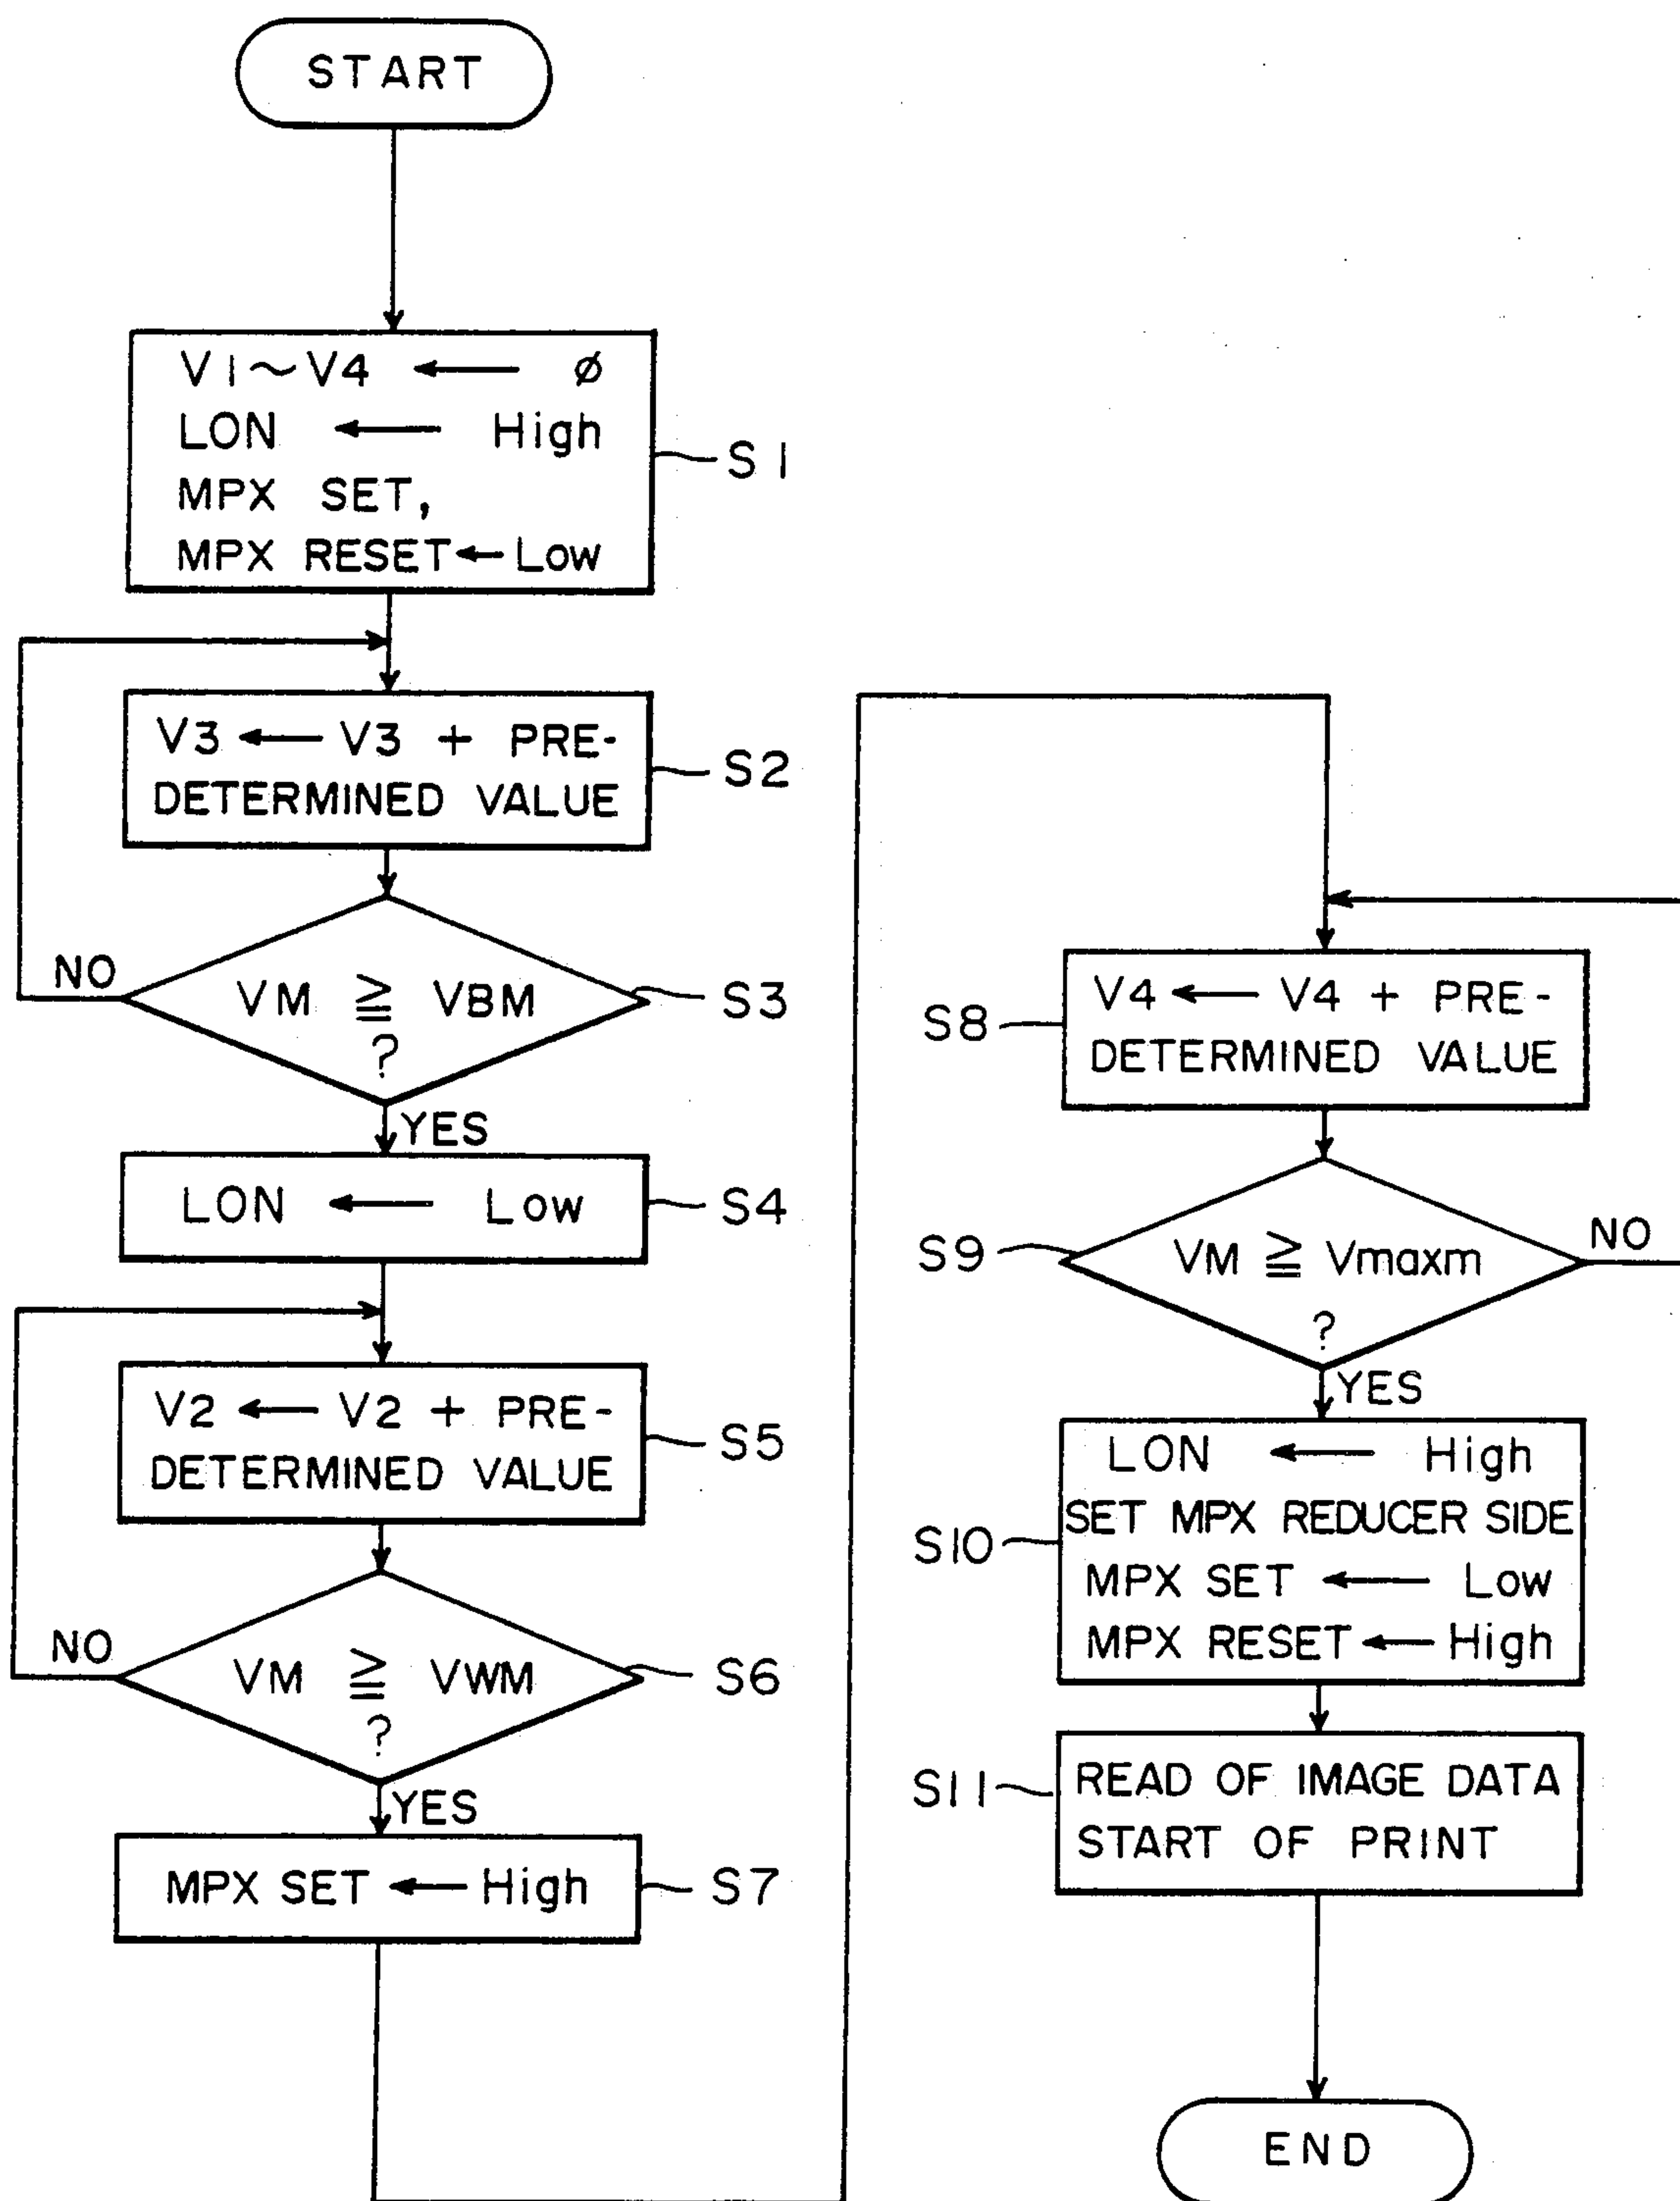 START
V1~V4 ← ø
LON ← High
MPX SET,
MPX RESET ← Low
S1
V3 ← V3 + PRE-
DETERMINED VALUE
S2
NO
VM ≧ VBM
?
S3
YES
LON ← Low
S4
V2 ← V2 + PRE-
DETERMINED VALUE
S5
NO
VM ≧ VWM
?
S6
YES
MPX SET ← High
S7
V4 ← V4 + PRE-
DETERMINED VALUE
S8
S9
VM ≧ Vmaxm
?
NO
YES
LON ← High
SET MPX REDUCER SIDE
MPX SET ← Low
MPX RESET ← High
S10
S11
READ OF IMAGE DATA
START OF PRINT
END